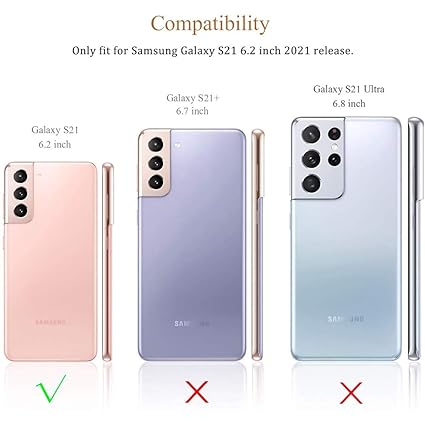 Compatibility
Only fit for Samsung Galaxy S21 6.2 inch 2021 release.
Galaxy S21
6.2 inch
Galaxy S21+
6.7 inch
Galaxy S21 Ultra
6.8 inch
SAMSUNG
SAMSUNG
SAMSUNG